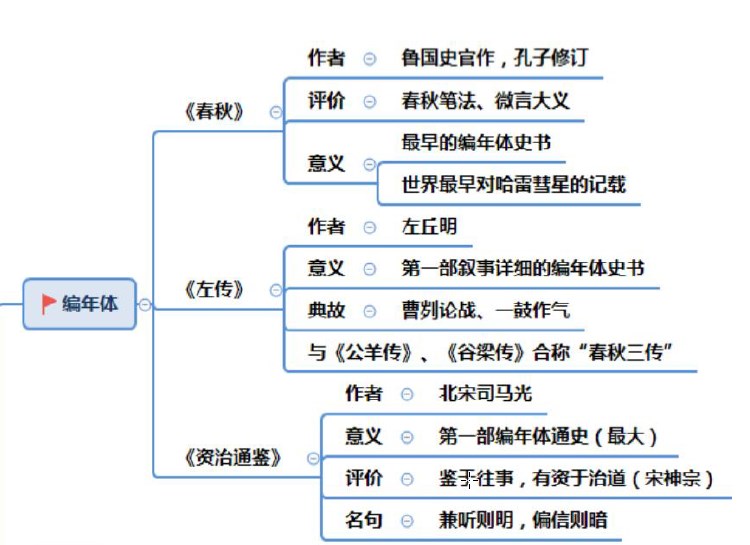 编年体
《春秋》
作者 鲁国史官作，孔子修订
评价 春秋笔法、微言大义
意义
最早的编年体史书
世界最早对哈雷彗星的记载
《左传》
作者 左丘明
意义 第一部叙事详细的编年体史书
典故 曹刿论战、一鼓作气
与《公羊传》、《谷梁传》合称“春秋三传”
《资治通鉴》
作者 北宋司马光
意义 第一部编年体通史（最大）
评价 鉴于往事，有资于治道（宋神宗）
名句 兼听则明，偏信则暗